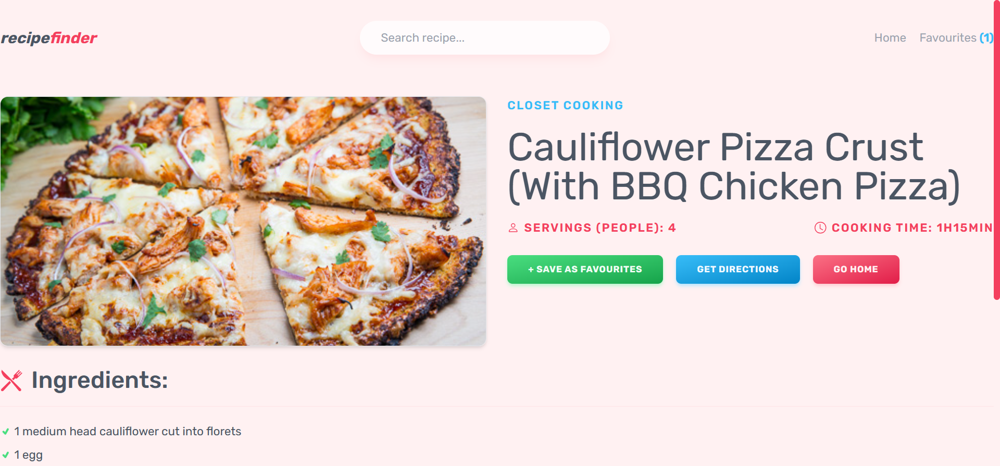 recipefinder
Search recipe...
Home
Favourites (1)
CLOSET COOKING
Cauliflower Pizza Crust
(With BBQ Chicken Pizza)
SERVINGS (PEOPLE): 4
COOKING TIME: 1H15MIN
+ SAVE AS FAVOURITES
GET DIRECTIONS
GO HOME
Ingredients:
1 medium head cauliflower cut into florets
1 egg